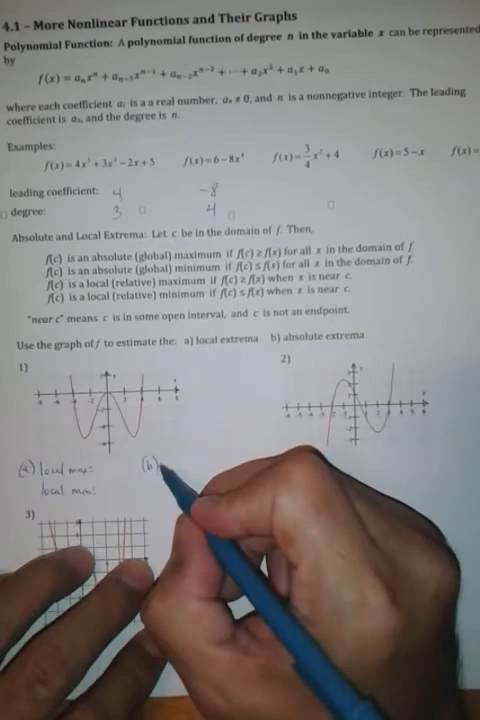 4.1 – More Nonlinear Functions and Their Graphs
Polynomial Function: A polynomial function of degree n in the variable x can be represented
by
f(x) = aₙxⁿ + aₙ₋₁xⁿ⁻¹ + aₙ₋₂xⁿ⁻² + ⋯ + a₂x² + a₁x + a₀
where each coefficient aᵢ is a a real number, aₙ ≠ 0, and n is a nonnegative integer. The leading
coefficient is aₙ, and the degree is n.
Examples:
f(x) = 4x³ + 3x² − 2x + 5 f(x) = 6 − 8x⁴ f(x) = 3/4 x² + 4 f(x) = 5 − x f(x) =
leading coefficient: 4 −8
degree: 3 4
Absolute and Local Extrema: Let c be in the domain of f. Then,
f(c) is an absolute (global) maximum if f(c) ≥ f(x) for all x in the domain of f.
f(c) is an absolute (global) minimum if f(c) ≤ f(x) for all x in the domain of f.
f(c) is a local (relative) maximum if f(c) ≥ f(x) when x is near c.
f(c) is a local (relative) minimum if f(c) ≤ f(x) when x is near c.
"near c" means c is in some open interval, and c is not an endpoint.
Use the graph of f to estimate the: a) local extrema b) absolute extrema
1) 2)
(a) local max: (b)
local min:
3)